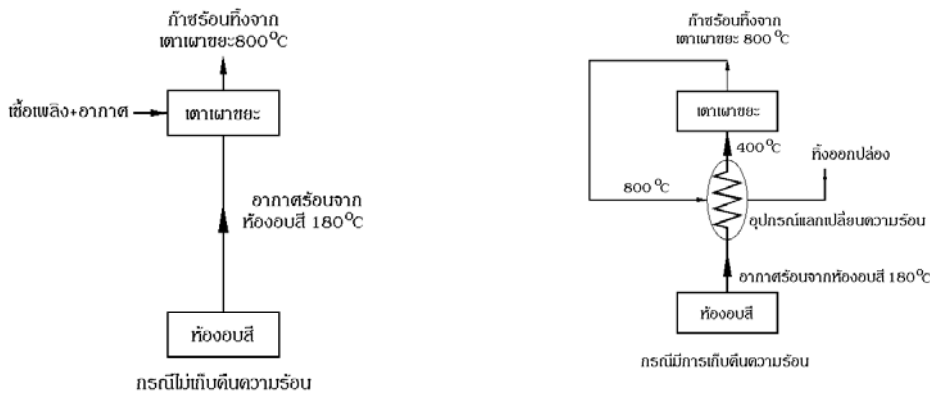 ก๊าซร้อนทิ้งจาก
เตาเผาขยะ800°C
เชื้อเพลิง+อากาศ
เตาเผาขยะ
อากาศร้อนจาก
ห้องอบสี 180°C
ห้องอบสี
กรณีไม่เก็บคืนความร้อน
ก๊าซร้อนทิ้งจาก
เตาเผาขยะ 800°C
เตาเผาขยะ
400°C
ทิ้งออกปล่อง
800°C
อุปกรณ์แลกเปลี่ยนความร้อน
อากาศร้อนจากห้องอบสี 180°C
ห้องอบสี
กรณีมีการเก็บคืนความร้อน